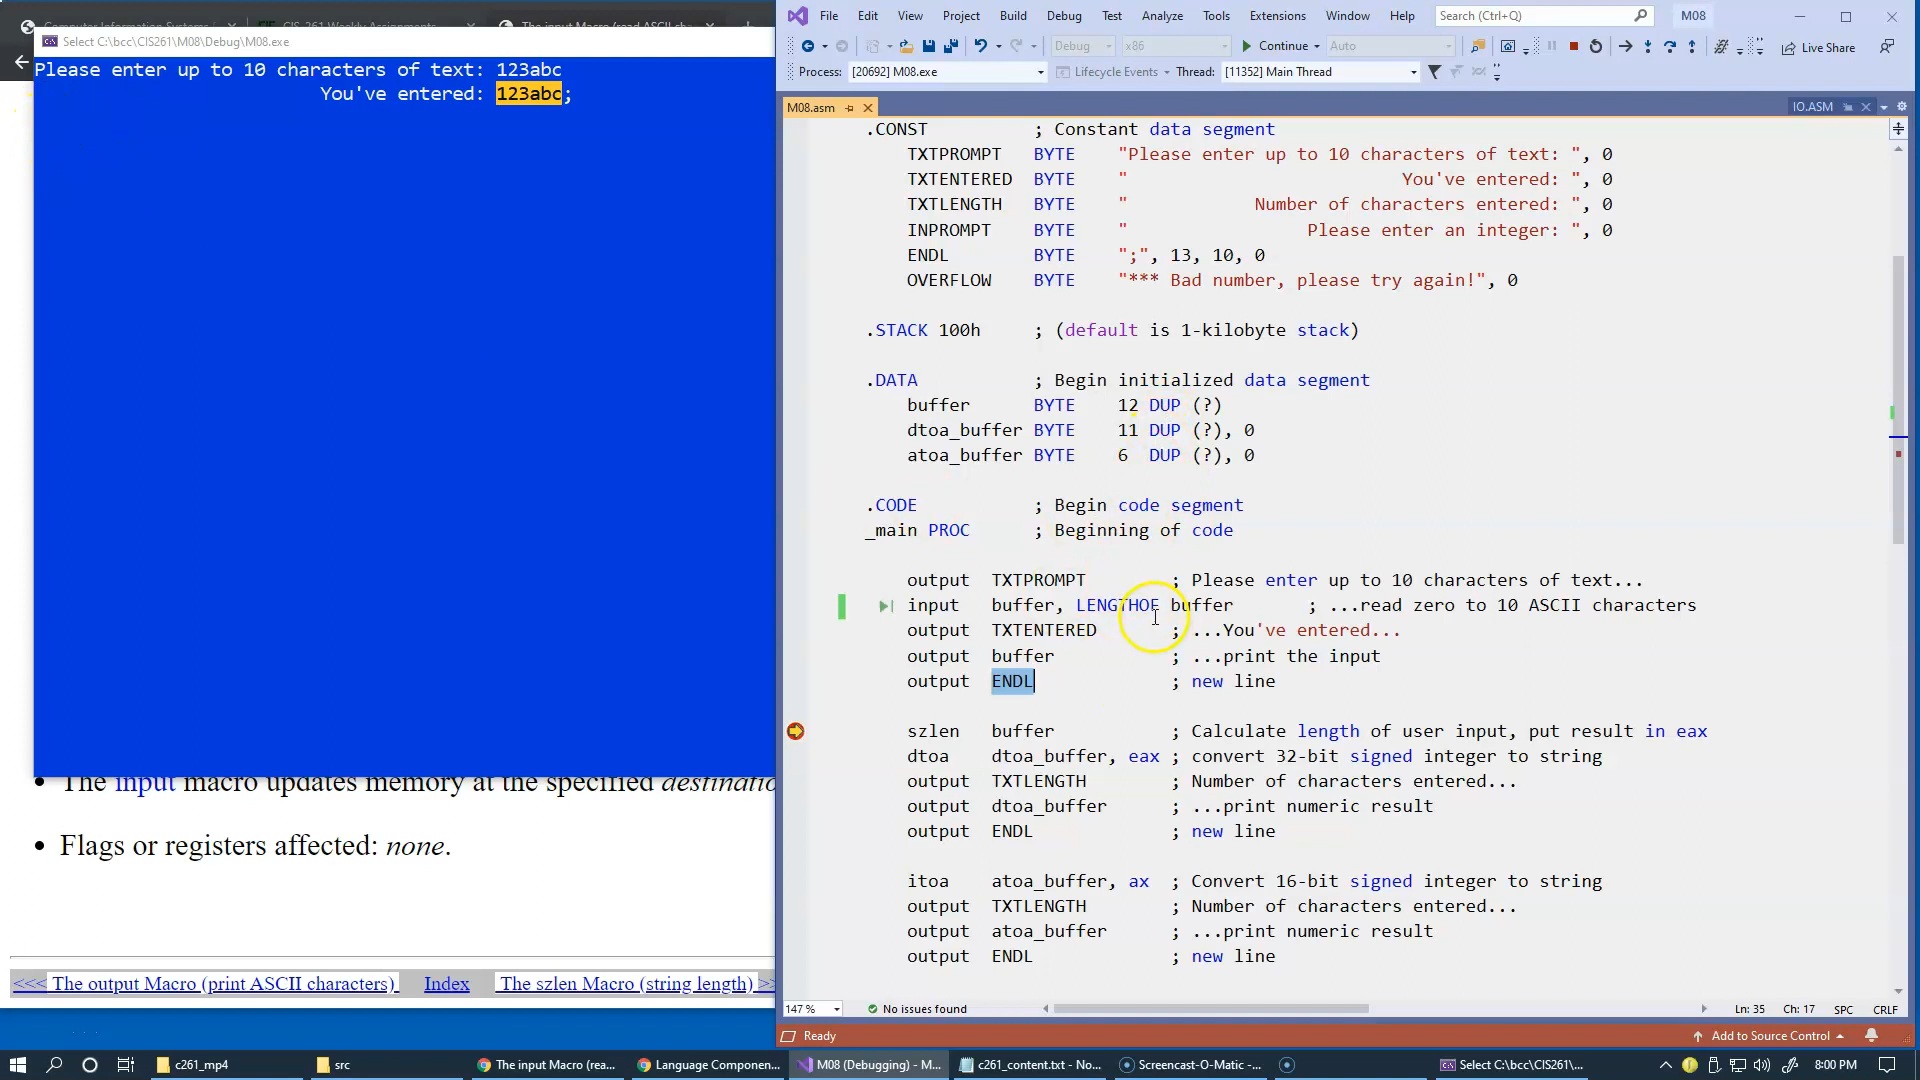 Computer Information Systems
CIS-261 Weekly Assignments
The input Macro (read ASCII ch
Select C:\bcc\CIS261\M08\Debug\M08.exe
Please enter up to 10 characters of text: 123abc
You've entered: 123abc;
The input macro updates memory at the specified destinatio
Flags or registers affected: none.
<<< The output Macro (print ASCII characters) Index The szlen Macro (string length) >>
File Edit View Project Build Debug Test Analyze Tools Extensions Window Help Search (Ctrl+Q) M08
Debug x86 Continue Auto Live Share
Process: [20692] M08.exe Lifecycle Events Thread: [11352] Main Thread
M08.asm IO.ASM
.CONST ; Constant data segment
TXTPROMPT BYTE "Please enter up to 10 characters of text: ", 0
TXTENTERED BYTE " You've entered: ", 0
TXTLENGTH BYTE " Number of characters entered: ", 0
INPROMPT BYTE " Please enter an integer: ", 0
ENDL BYTE ";", 13, 10, 0
OVERFLOW BYTE "*** Bad number, please try again!", 0
.STACK 100h ; (default is 1-kilobyte stack)
.DATA ; Begin initialized data segment
buffer BYTE 12 DUP (?)
dtoa_buffer BYTE 11 DUP (?), 0
atoa_buffer BYTE 6 DUP (?), 0
.CODE ; Begin code segment
_main PROC ; Beginning of code
output TXTPROMPT ; Please enter up to 10 characters of text...
input buffer, LENGTHOF buffer ; ...read zero to 10 ASCII characters
output TXTENTERED ; ...You've entered...
output buffer ; ...print the input
output ENDL ; new line
szlen buffer ; Calculate length of user input, put result in eax
dtoa dtoa_buffer, eax ; convert 32-bit signed integer to string
output TXTLENGTH ; Number of characters entered...
output dtoa_buffer ; ...print numeric result
output ENDL ; new line
itoa atoa_buffer, ax ; Convert 16-bit signed integer to string
output TXTLENGTH ; Number of characters entered...
output atoa_buffer ; ...print numeric result
output ENDL ; new line
147 % No issues found Ln: 35 Ch: 17 SPC CRLF
Ready Add to Source Control
c261_mp4 src The input Macro (rea... Language Componen... M08 (Debugging) - M... c261_content.txt - No... Screencast-O-Matic -... Select C:\bcc\CIS261\... 8:00 PM